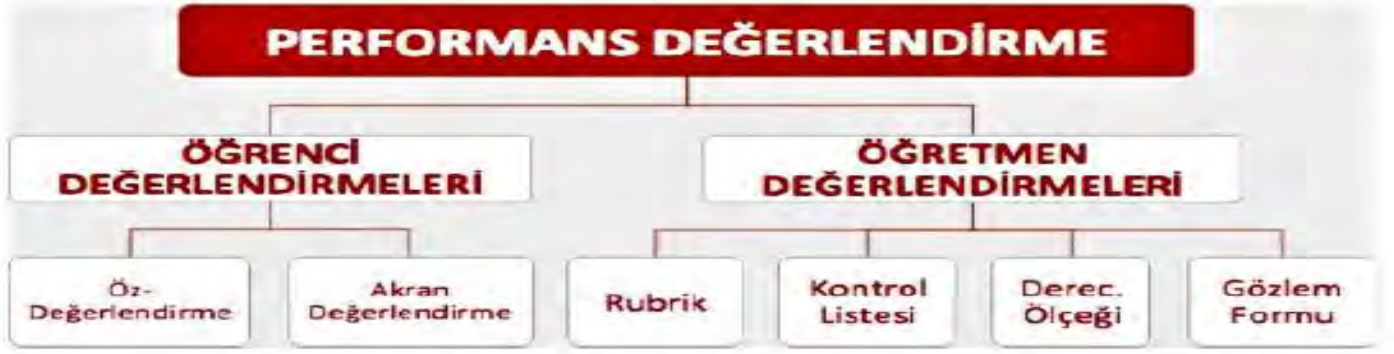 PERFORMANS DEĞERLENDİRME
ÖĞRENCİ
DEĞERLENDİRMELERİ
ÖĞRETMEN
DEĞERLENDİRMELERİ
Öz-
Değerlendirme
Akran
Değerlendirme
Rubrik
Kontrol
Listesi
Derec.
Ölçeği
Gözlem
Formu